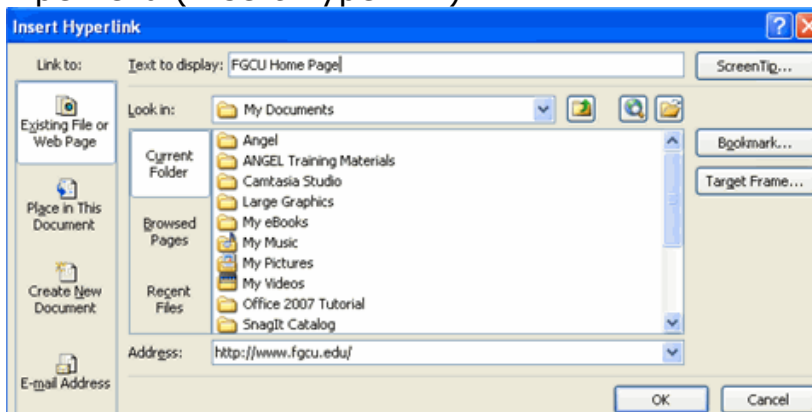 Insert Hyperlink
Link to:
Text to display: FGCU Home Page
ScreenTip...
Existing File or
Web Page
Look in: My Documents
Current
Folder
Browsed
Pages
Recent
Files
Angel
ANGEL Training Materials
Camtasia Studio
Large Graphics
My eBooks
My Music
My Pictures
My Videos
Office 2007 Tutorial
SnagIt Catalog
Bookmark...
Target Frame...
Place in This
Document
Create New
Document
E-mail Address
Address: http://www.fgcu.edu/
OK
Cancel